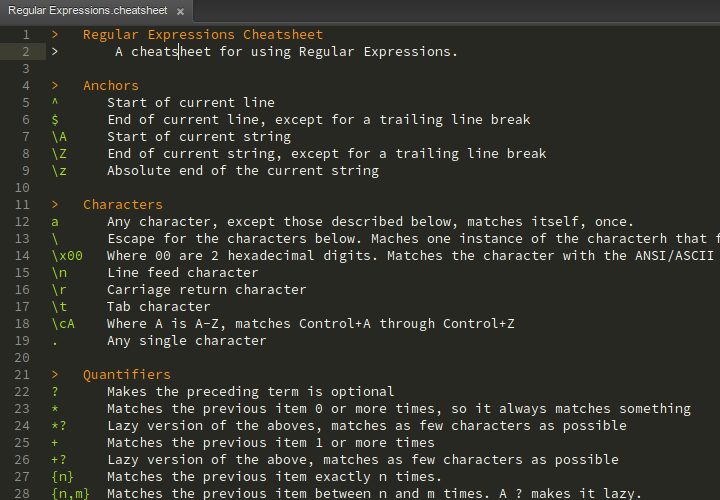 Regular Expressions.cheatsheet ×
1 > Regular Expressions Cheatsheet
2 > A cheatsheet for using Regular Expressions.
3
4 > Anchors
5 ^ Start of current line
6 $ End of current line, except for a trailing line break
7 \A Start of current string
8 \Z End of current string, except for a trailing line break
9 \z Absolute end of the current string
10
11 > Characters
12 a Any character, except those described below, matches itself, once.
13 \ Escape for the characters below. Maches one instance of the characterh that f
14 \x00 Where 00 are 2 hexadecimal digits. Matches the character with the ANSI/ASCII
15 \n Line feed character
16 \r Carriage return character
17 \t Tab character
18 \cA Where A is A-Z, matches Control+A through Control+Z
19 . Any single character
20
21 > Quantifiers
22 ? Makes the preceding term is optional
23 * Matches the previous item 0 or more times, so it always matches something
24 *? Lazy version of the aboves, matches as few characters as possible
25 + Matches the previous item 1 or more times
26 +? Lazy version of the above, matches as few characters as possible
27 {n} Matches the previous item exactly n times.
28 {n,m} Matches the previous item between n and m times. A ? makes it lazy.